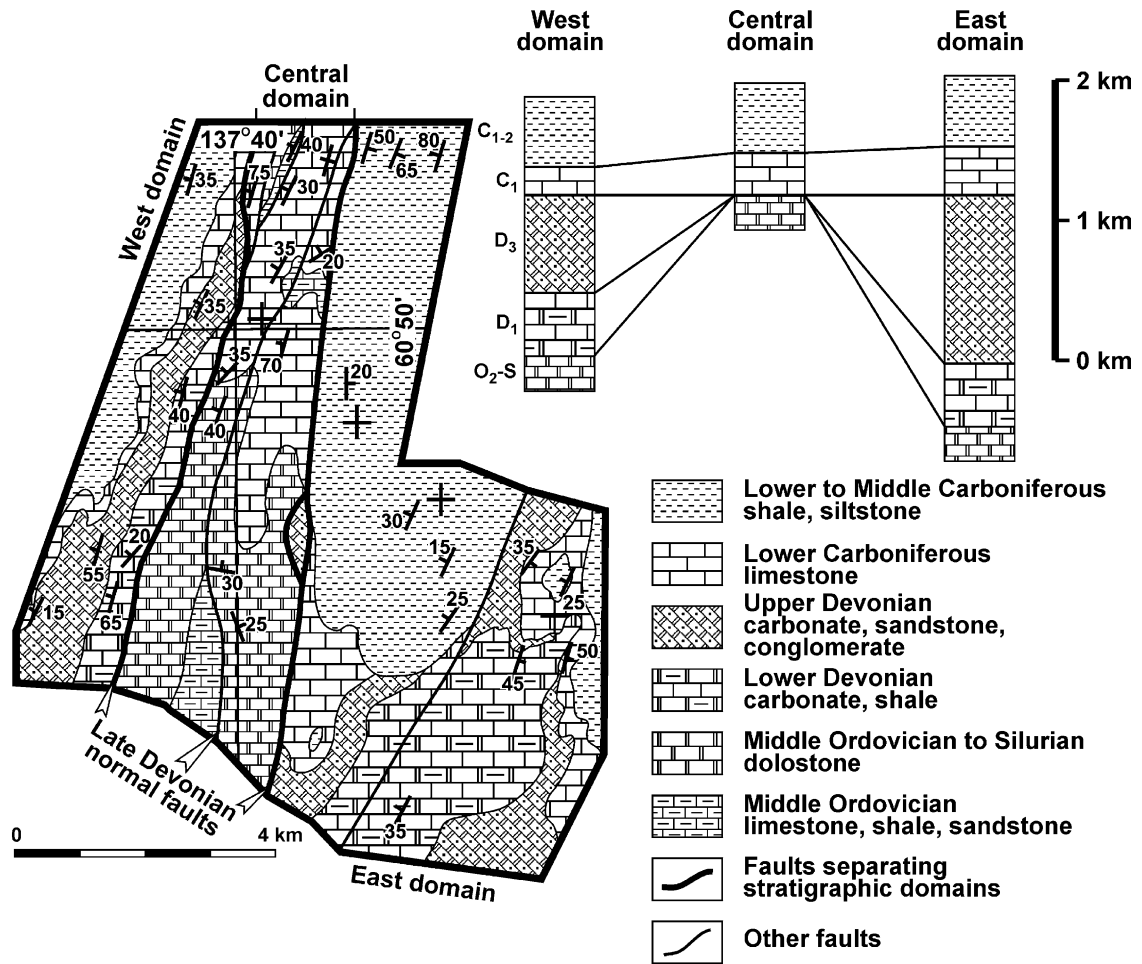 West
domain
Central
domain
East
domain
2 km
1 km
0 km
C1-2
C1
D3
D1
O2-S
Central
domain
West domain
137°40'
60°50'
35
75
40
30
50
65
80
35
20
35
35
70
20
40
40
30
15
20
55
15
65
30
25
25
35
25
45
50
35
Late Devonian
normal faults
0
4 km
East domain
Lower to Middle Carboniferous
shale, siltstone
Lower Carboniferous
limestone
Upper Devonian
carbonate, sandstone,
conglomerate
Lower Devonian
carbonate, shale
Middle Ordovician to Silurian
dolostone
Middle Ordovician
limestone, shale, sandstone
Faults separating
stratigraphic domains
Other faults